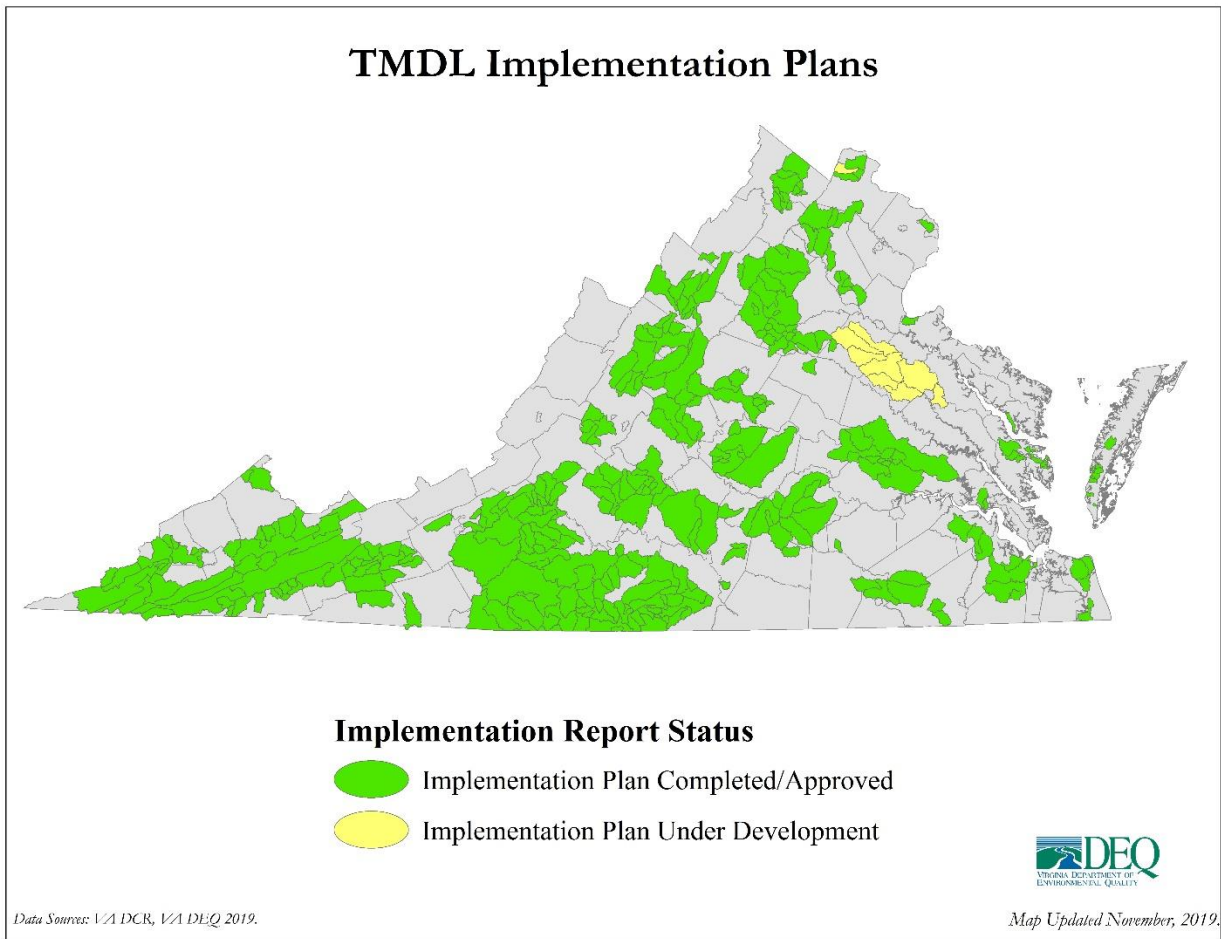 TMDL Implementation Plans
Implementation Report Status
Implementation Plan Completed/Approved
Implementation Plan Under Development
DEQ
VIRGINIA DEPARTMENT OF
ENVIRONMENTAL QUALITY
Data Sources: VA DCR, VA DEQ 2019.
Map Updated November, 2019.